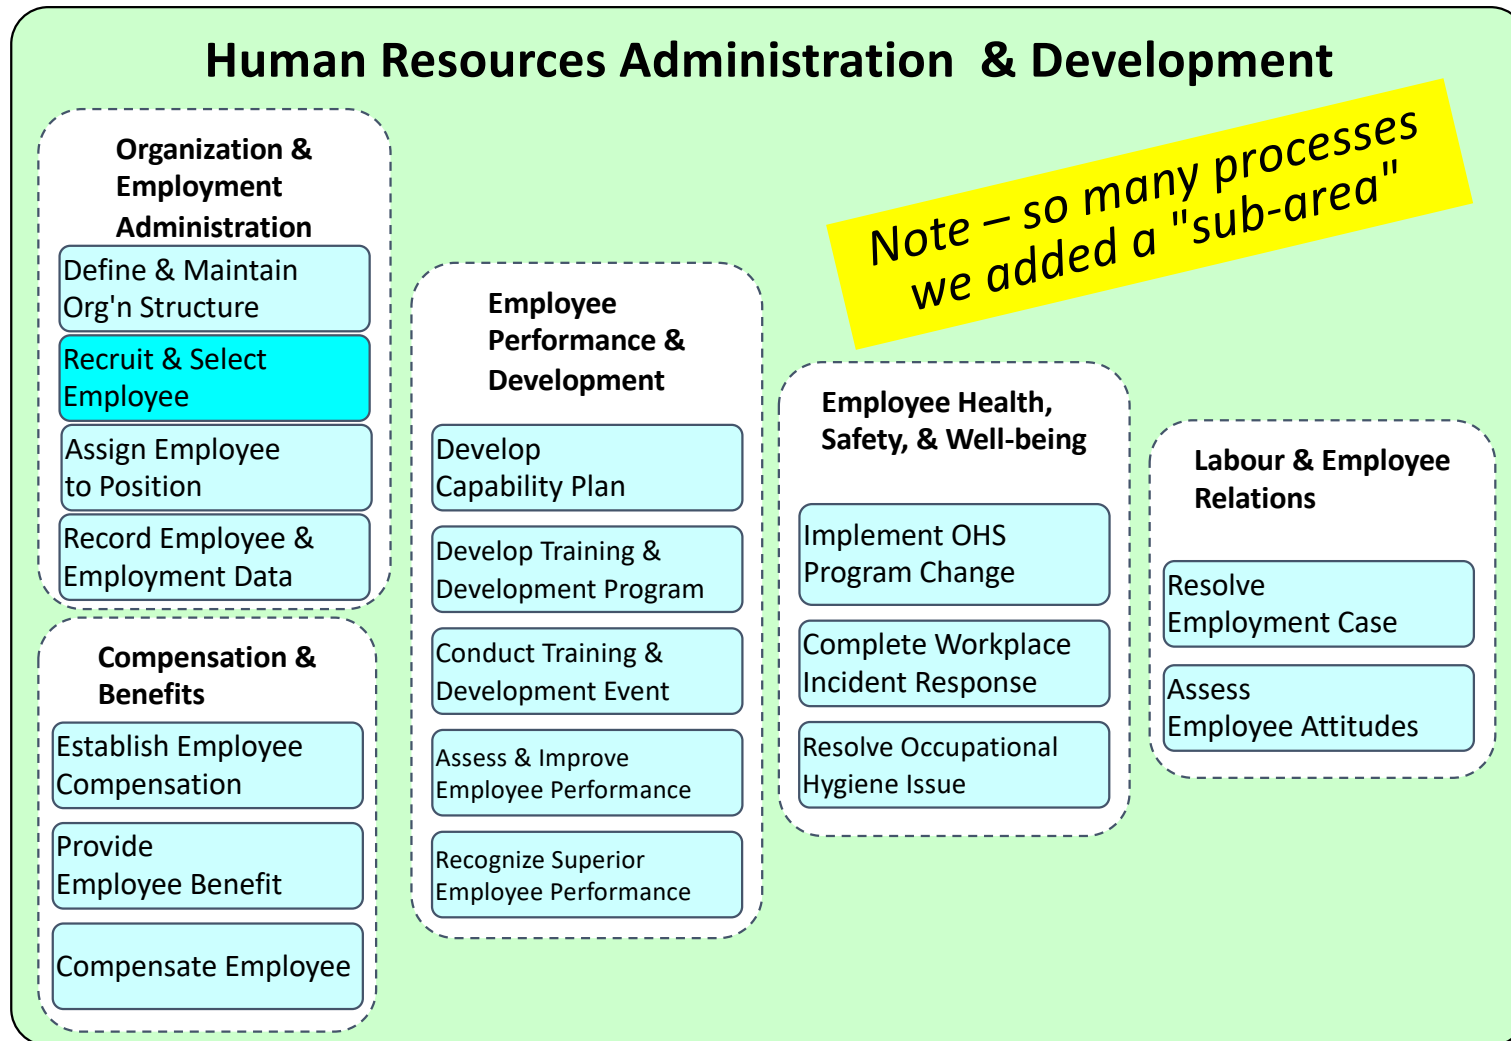 Human Resources Administration & Development
Note – so many processes
we added a "sub-area"
Organization &
Employment
Administration
Define & Maintain
Org'n Structure
Recruit & Select
Employee
Assign Employee
to Position
Record Employee &
Employment Data
Compensation &
Benefits
Establish Employee
Compensation
Provide
Employee Benefit
Compensate Employee
Employee
Performance &
Development
Develop
Capability Plan
Develop Training &
Development Program
Conduct Training &
Development Event
Assess & Improve
Employee Performance
Recognize Superior
Employee Performance
Employee Health,
Safety, & Well-being
Implement OHS
Program Change
Complete Workplace
Incident Response
Resolve Occupational
Hygiene Issue
Labour & Employee
Relations
Resolve
Employment Case
Assess
Employee Attitudes